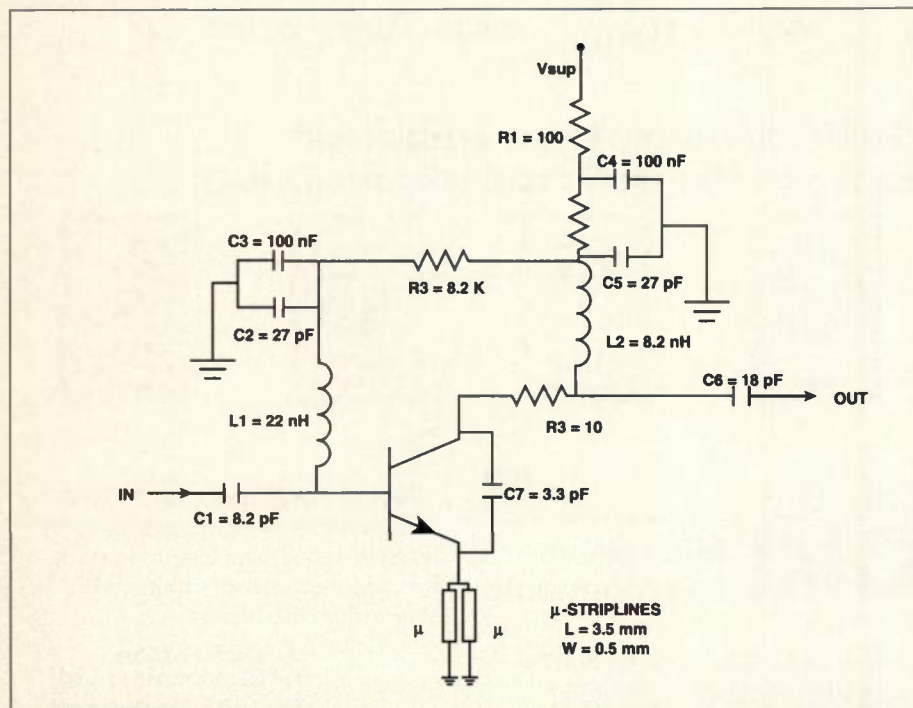 Vsup
R1 = 100
C4 = 100 nF
C3 = 100 nF
R3 = 8.2 K
C5 = 27 pF
C2 = 27 pF
L2 = 8.2 nH
C6 = 18 pF
OUT
L1 = 22 nH
R3 = 10
IN
C1 = 8.2 pF
C7 = 3.3 pF
μ
μ
μ-STRIPLINES
L = 3.5 mm
W = 0.5 mm